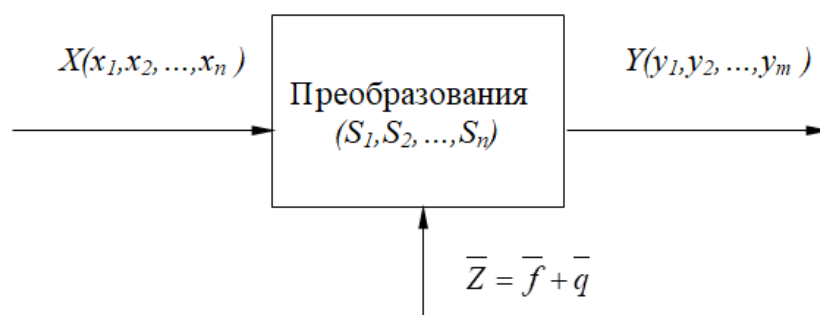 X(x₁,x₂,...,xₙ )
Y(y₁,y₂,...,yₘ )
Преобразования
(S₁,S₂,...,Sₙ)
Z̅ = f̅ + q̅